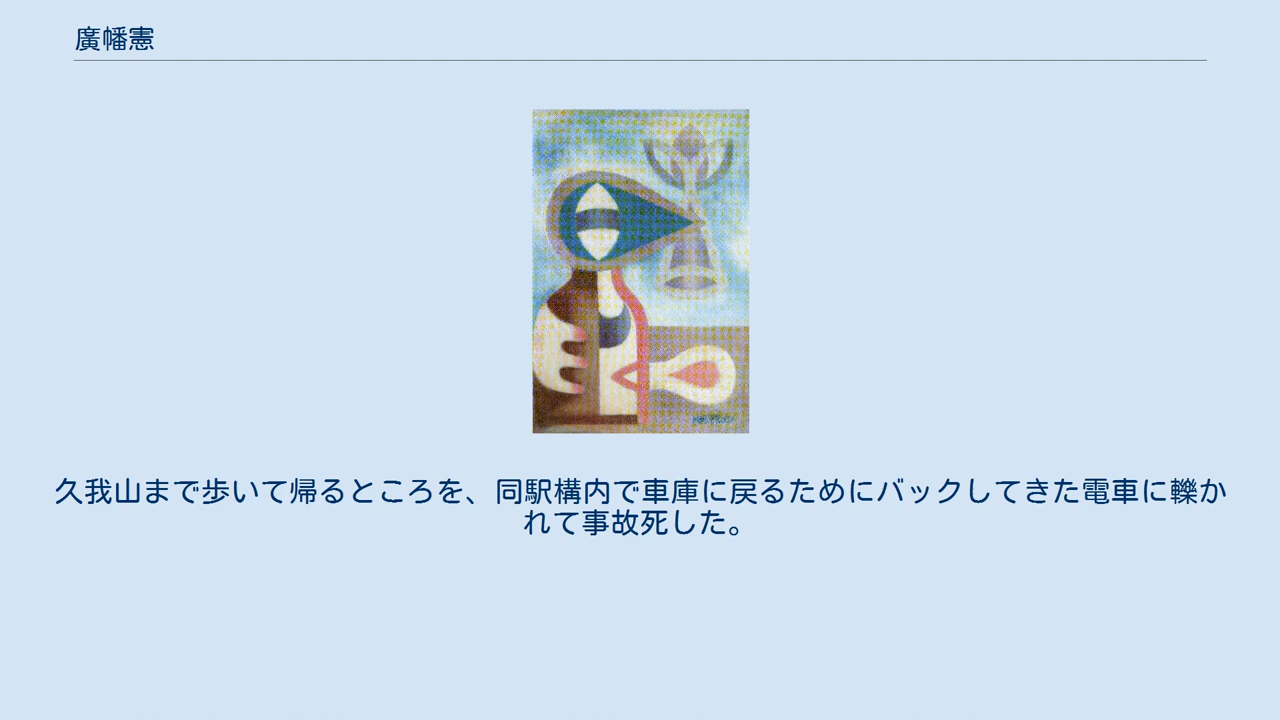 廣幡憲
久我山まで歩いて帰るところを、同駅構内で車庫に戻るためにバックしてきた電車に轢か
れて事故死した。